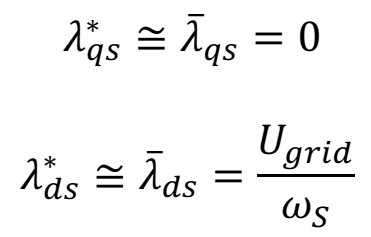 λ*qs ≅ λ̄qs = 0
λ*ds ≅ λ̄ds = Ugrid / ωS